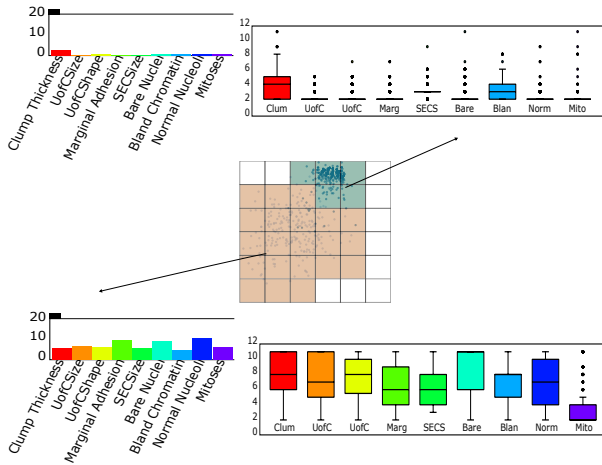 20
10
0
Clump Thickness
UofCSize
UofCShape
Marginal Adhesion
SECSize
Bare Nuclei
Bland Chromatin
Normal Nucleoli
Mitoses
12
10
8
6
4
2
Clum UofC UofC Marg SECS Bare Blan Norm Mito
20
10
0
Clump Thickness
UofCSize
UofCShape
Marginal Adhesion
SECSize
Bare Nuclei
Bland Chromatin
Normal Nucleoli
Mitoses
12
10
8
6
4
2
0
Clum UofC UofC Marg SECS Bare Blan Norm Mito